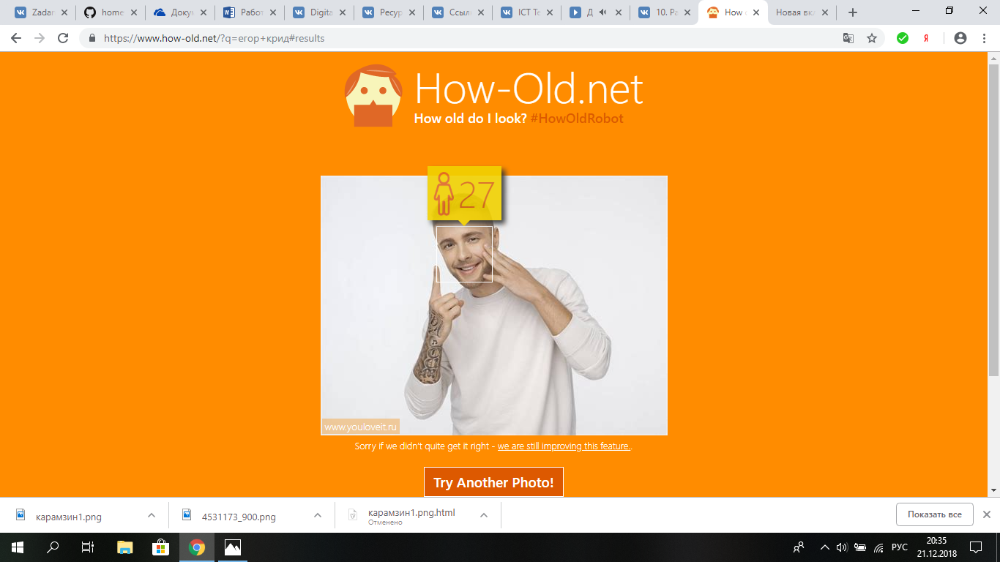 Zadan
home
Докум
Работ
Digita
Ресур
Ссыл
ICT Te
Д
10. Ра
How o
Новая вкл
https://www.how-old.net/?q=егор+крид#results
Я
How-Old.net
How old do I look? #HowOldRobot
27
www.youloveit.ru
Sorry if we didn't quite get it right - we are still improving this feature..
Try Another Photo!
карамзин1.png
4531173_900.png
карамзин1.png.html
Отменено
Показать все
РУС
20:35
21.12.2018